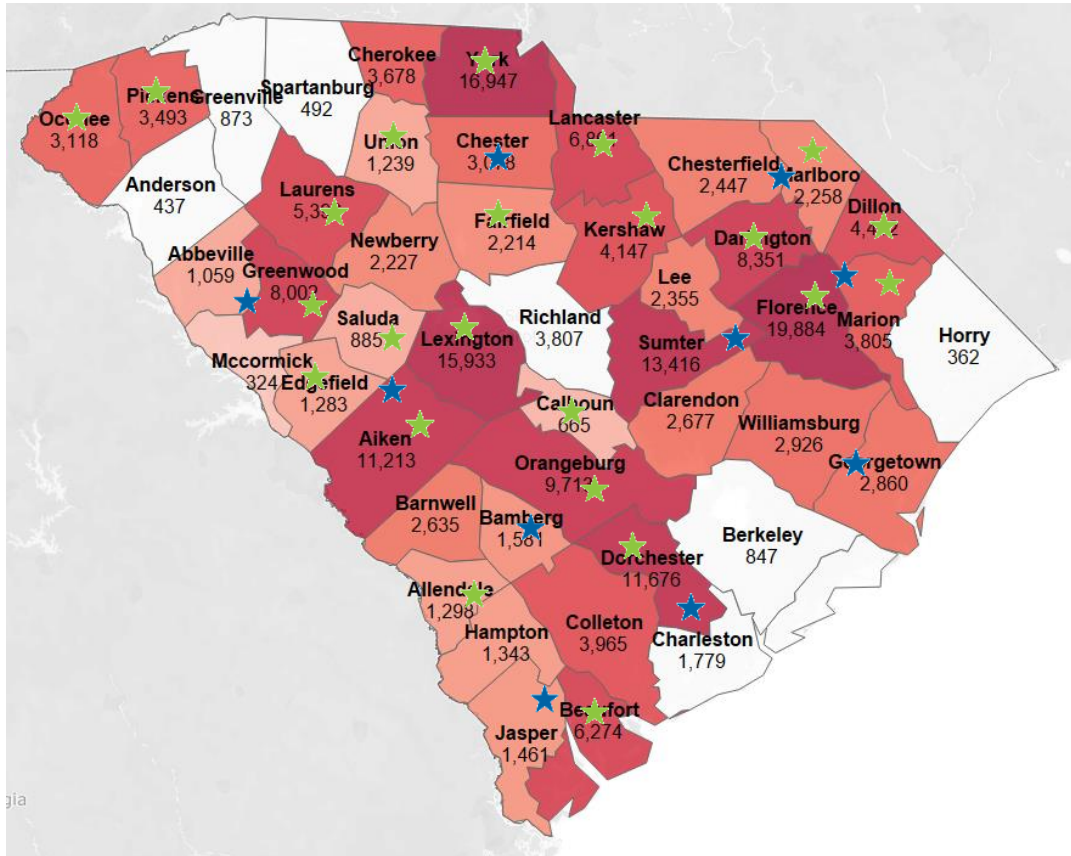 Cherokee
3,678
York
16,947
Spartanburg
492
Greenville
873
Pickens
3,493
Oconee
3,118
Union
1,239
Chester
Lancaster
Chesterfield
2,447
Marlboro
2,258
Anderson
437
Laurens
Dillon
Fairfield
2,214
Kershaw
4,147
Darlington
8,351
Newberry
2,227
Abbeville
1,059
Greenwood
Lee
2,355
Florence
19,884
Marion
3,805
Saluda
885
Lexington
15,933
Richland
3,807
Sumter
13,416
Horry
362
Mccormick
324
Edgefield
1,283
Calhoun
665
Clarendon
2,677
Williamsburg
2,926
Aiken
11,213
Orangeburg
Georgetown
2,860
Barnwell
2,635
Bamberg
1,581
Berkeley
847
Dorchester
11,676
Allendale
1,298
Hampton
1,343
Colleton
3,965
Charleston
1,779
Beaufort
6,274
Jasper
1,461
gia